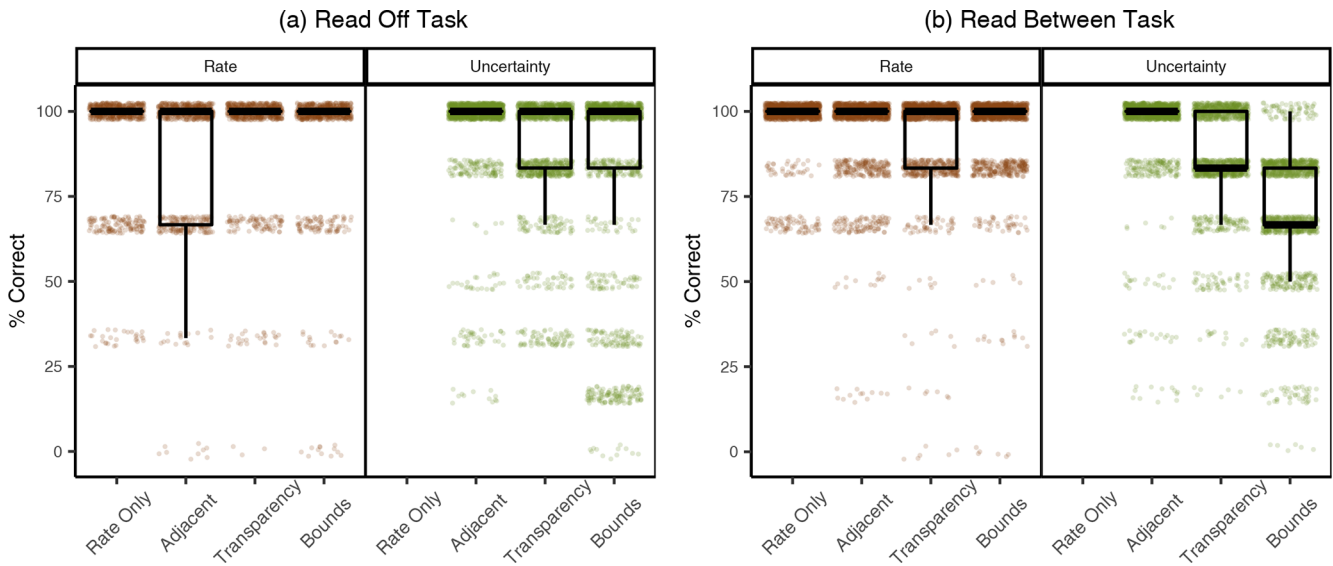 (a) Read Off Task
Rate
Uncertainty
% Correct
100
75
50
25
0
Rate Only
Adjacent
Transparency
Bounds
Rate Only
Adjacent
Transparency
Bounds
(b) Read Between Task
Rate
Uncertainty
% Correct
100
75
50
25
0
Rate Only
Adjacent
Transparency
Bounds
Rate Only
Adjacent
Transparency
Bounds